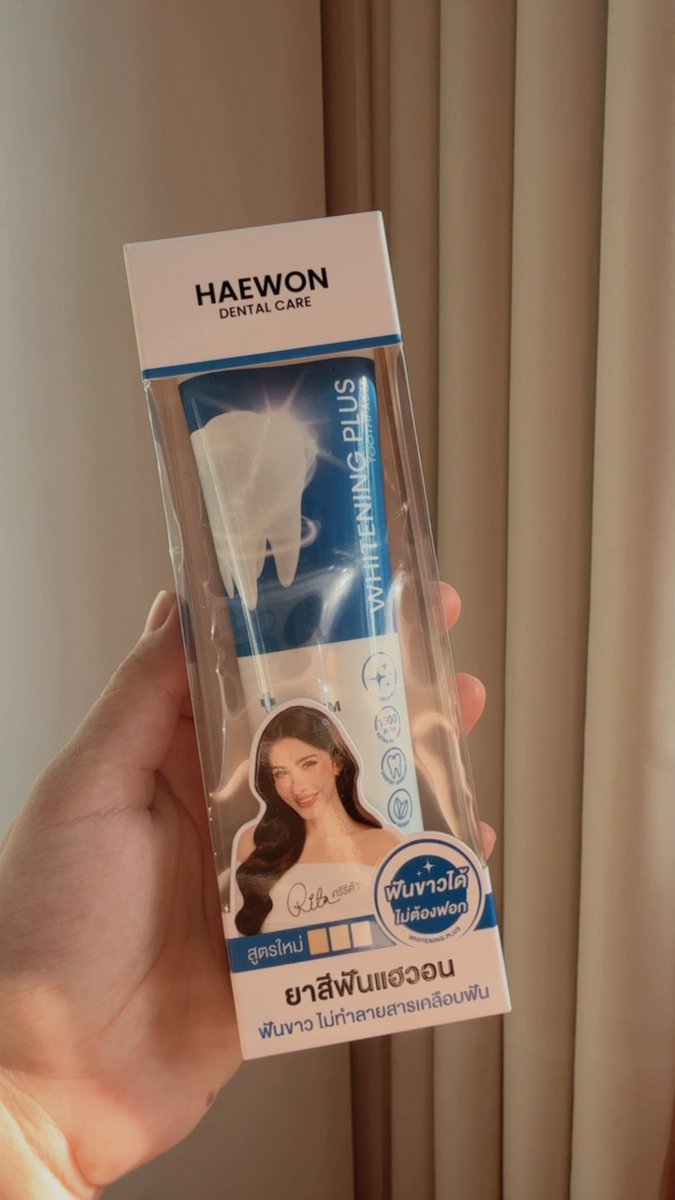 HAEWON
DENTAL CARE
WHITENING PLUS
TOOTHPASTE
1500
PPM
Rita ศรีริต้า
ฟันขาวได้
ไม่ต้องฟอก
WHITENING PLUS
สูตรใหม่
ยาสีฟันแฮวอน
ฟันขาว ไม่ทำลายสารเคลือบฟัน